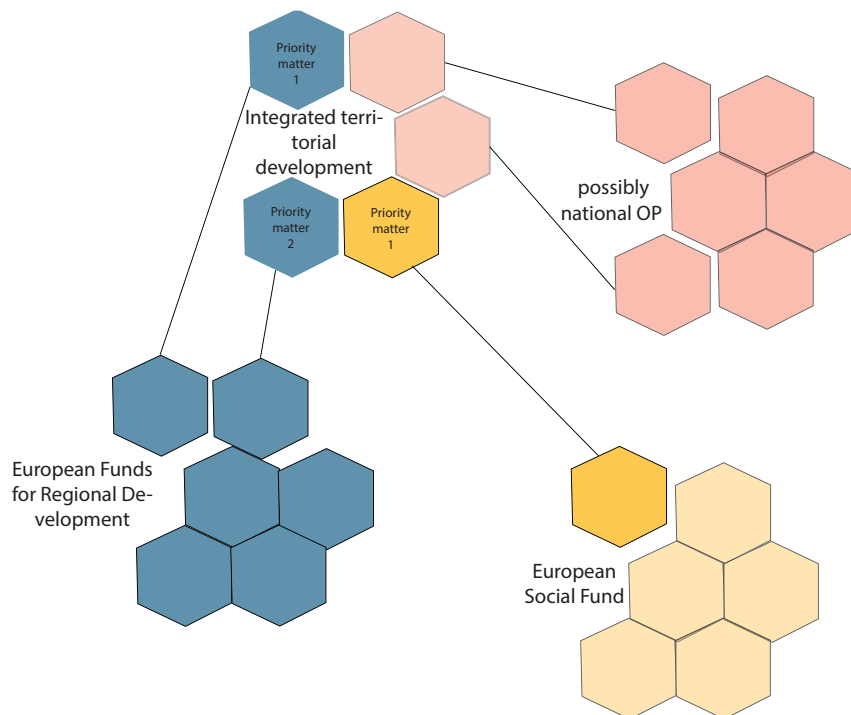 Priority
matter
1
Integrated terri-
torial
development
Priority
matter
2
Priority
matter
1
possibly
national OP
European Funds
for Regional De-
velopment
European
Social Fund